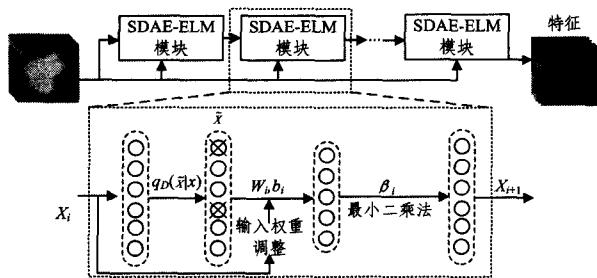 SDAE-ELM
模块
SDAE-ELM
模块
SDAE-ELM
模块
特征
x̃
q_D(x̃|x)
W_i,b_i
β_i
X_{i+1}
X_i
输入权重
调整
最小二乘法